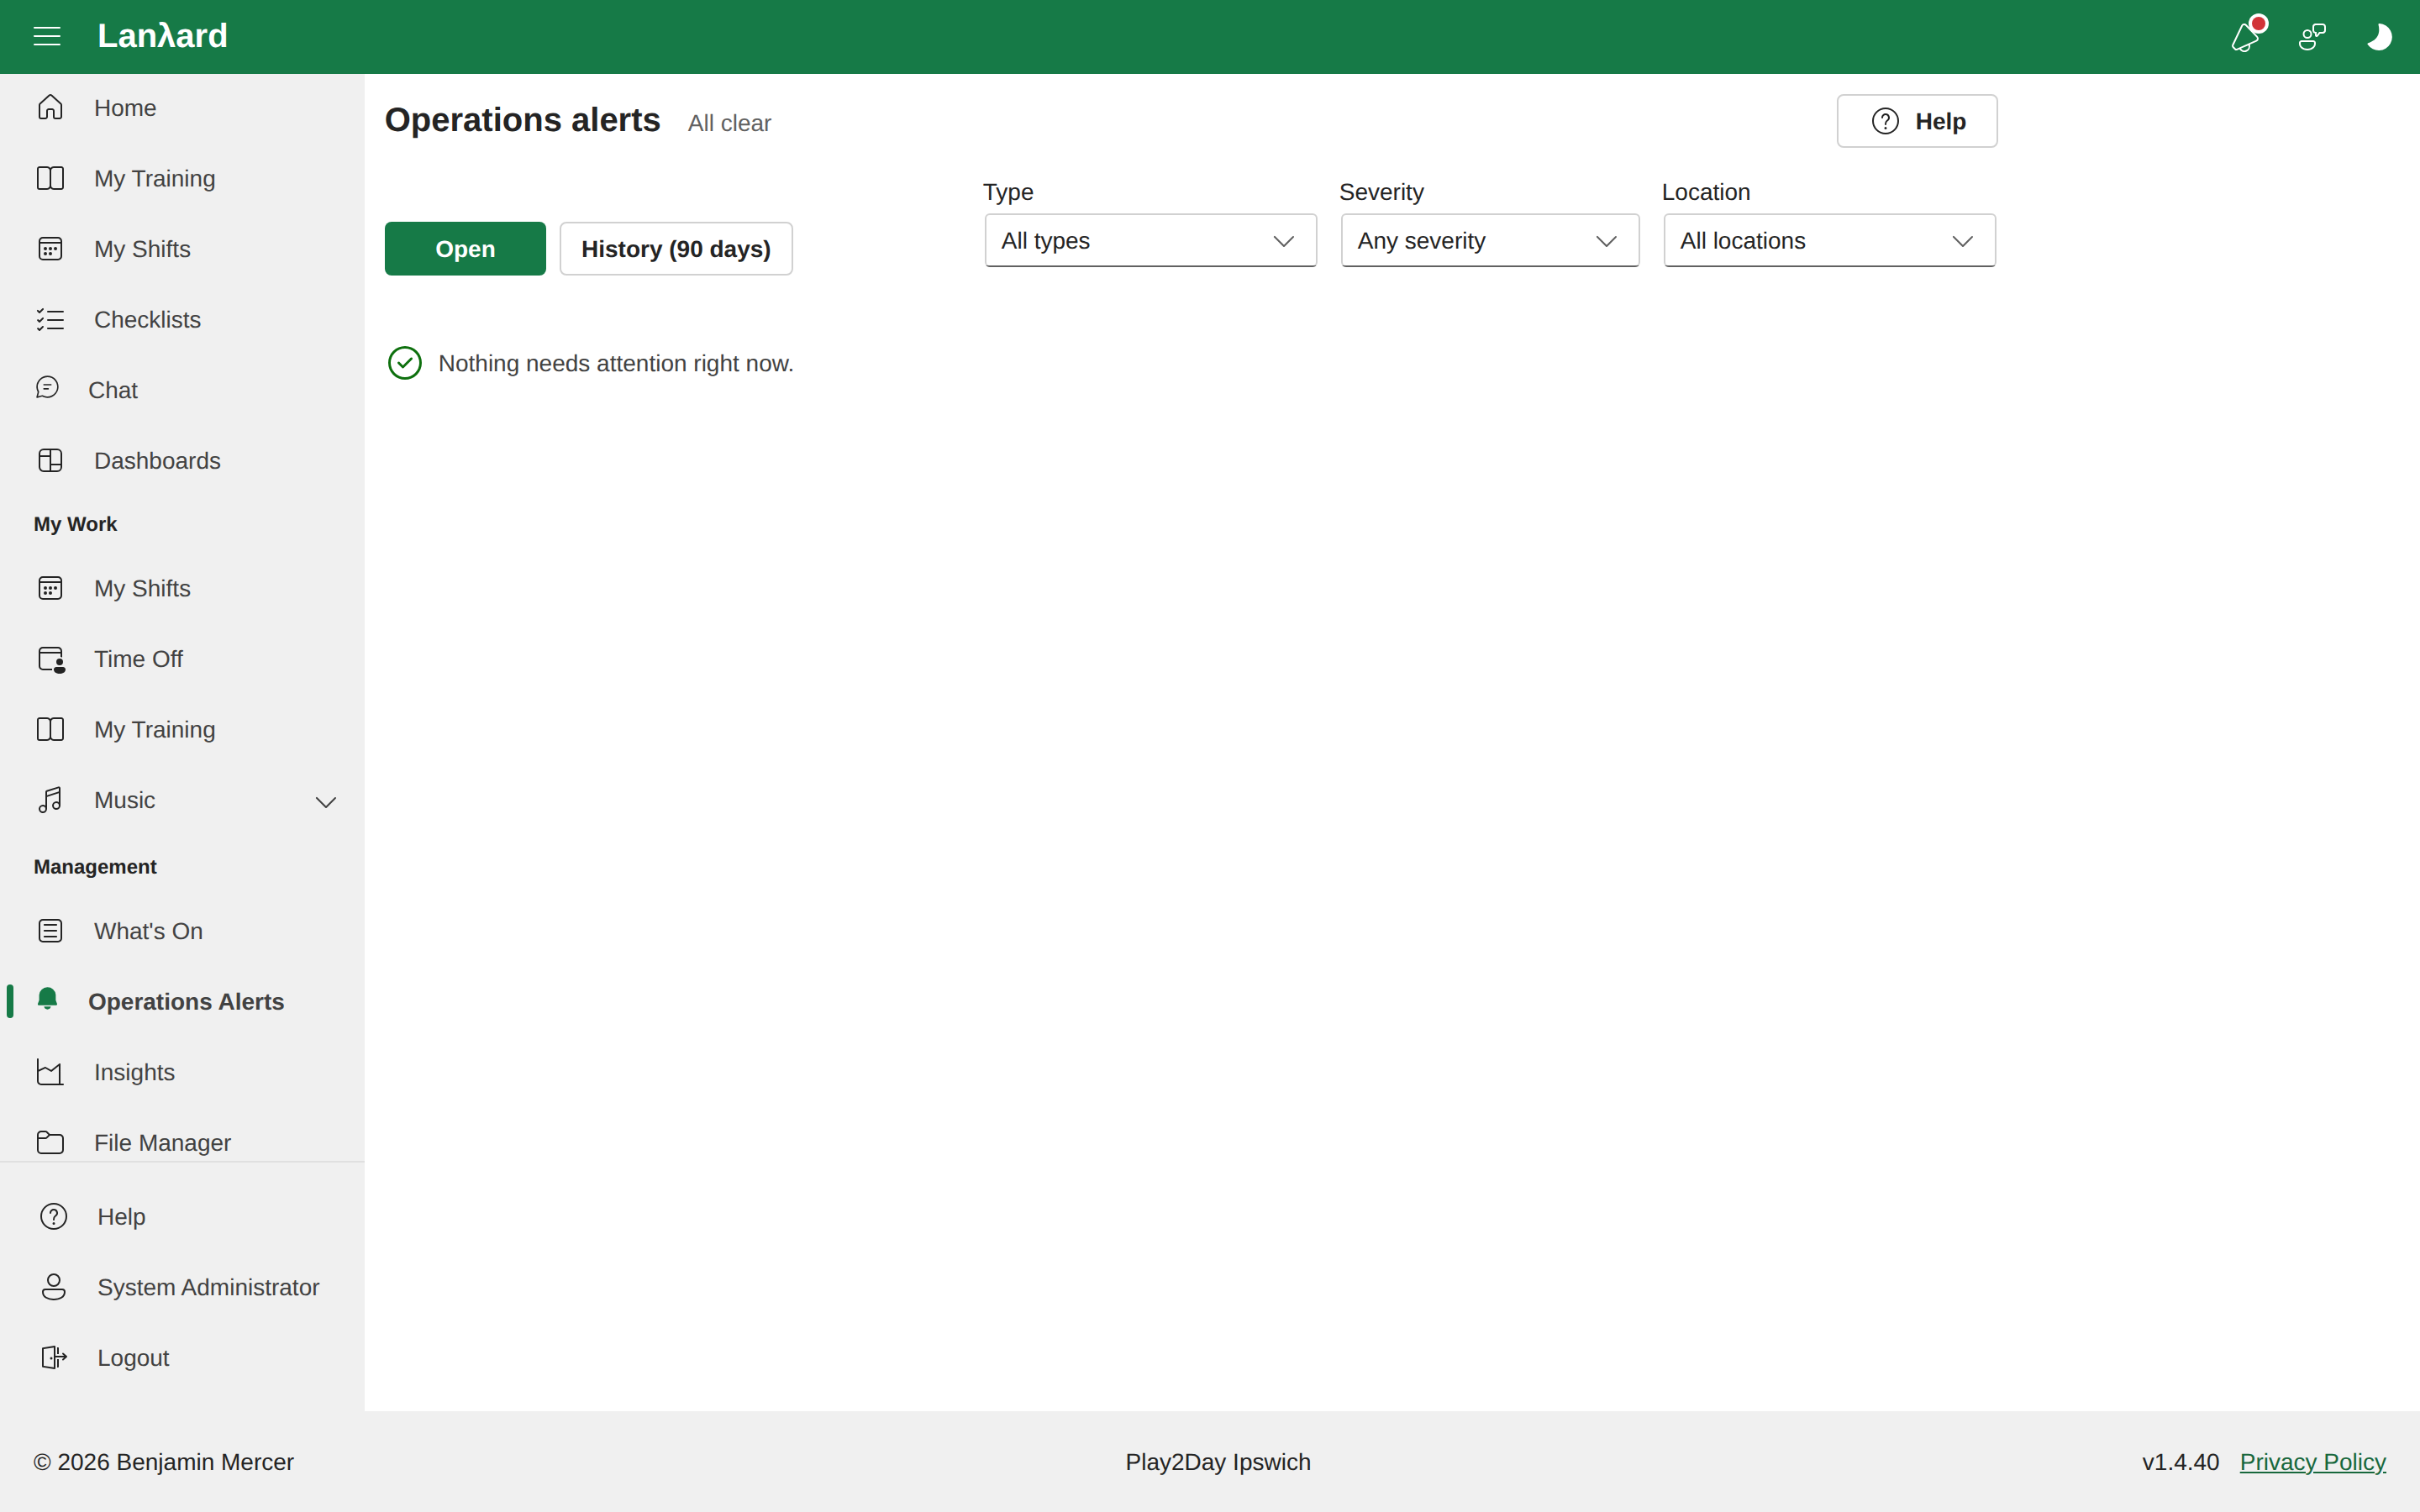 Lanλard
Home
My Training
My Shifts
Checklists
Chat
Dashboards
My Work
My Shifts
Time Off
My Training
Music
Management
What's On
Operations Alerts
Insights
File Manager
Help
System Administrator
Logout
Operations alerts All clear
Help
Type Severity Location
Open History (90 days) All types Any severity All locations
Nothing needs attention right now.
© 2026 Benjamin Mercer Play2Day Ipswich v1.4.40 Privacy Policy